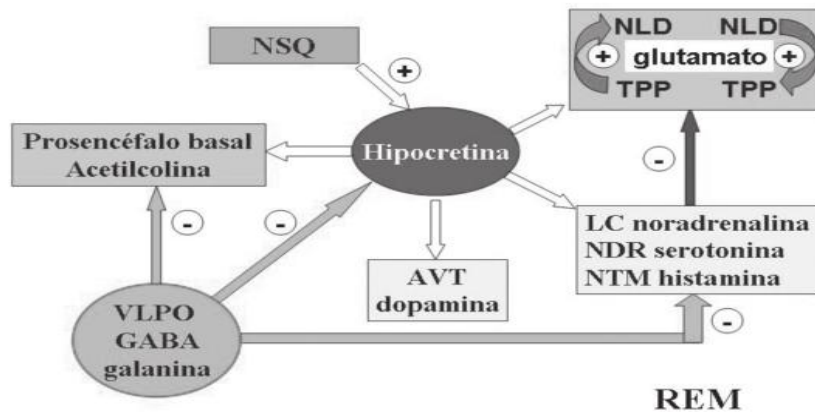 NSQ
+
NLD NLD
+ glutamato +
TPP TPP
Prosencéfalo basal
Acetilcolina
Hipocretina
-
-
-
LC noradrenalina
NDR serotonina
NTM histamina
AVT
dopamina
VLPO
GABA
galanina
-
REM